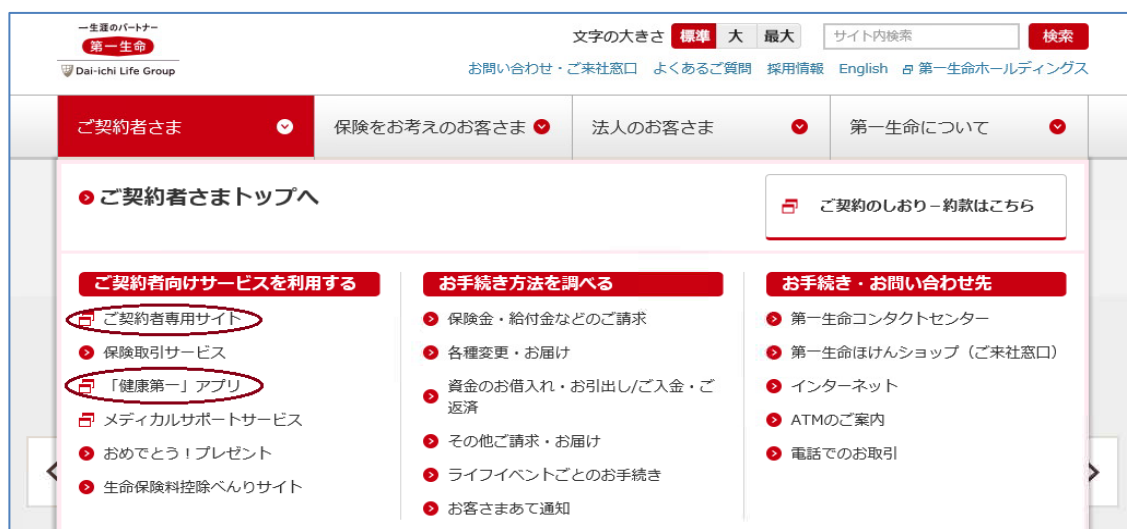 一生涯のパートナー
第一生命
Dai-ichi Life Group
文字の大きさ 標準 大 最大 サイト内検索 検索
お問い合わせ・ご来社窓口 よくあるご質問 採用情報 English 第一生命ホールディングス
ご契約者さま 保険をお考えのお客さま 法人のお客さま 第一生命について
ご契約者さまトップへ
ご契約のしおり－約款はこちら
ご契約者向けサービスを利用する
ご契約者専用サイト
保険取引サービス
「健康第一」アプリ
メディカルサポートサービス
おめでとう！プレゼント
生命保険料控除べんりサイト
お手続き方法を調べる
保険金・給付金などのご請求
各種変更・お届け
資金のお借入れ・お引出し/ご入金・ご
返済
その他ご請求・お届け
ライフイベントごとのお手続き
お客さまあて通知
お手続き・お問い合わせ先
第一生命コンタクトセンター
第一生命ほけんショップ（ご来社窓口）
インターネット
ATMのご案内
電話でのお取引